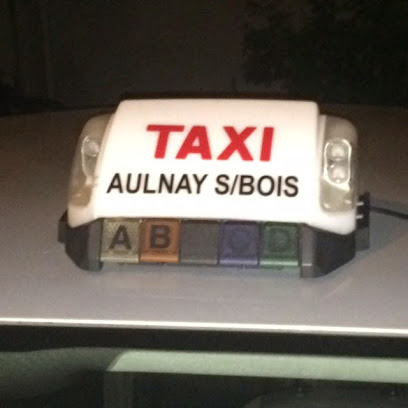 TAXI
AULNAY S/BOIS
A B C D